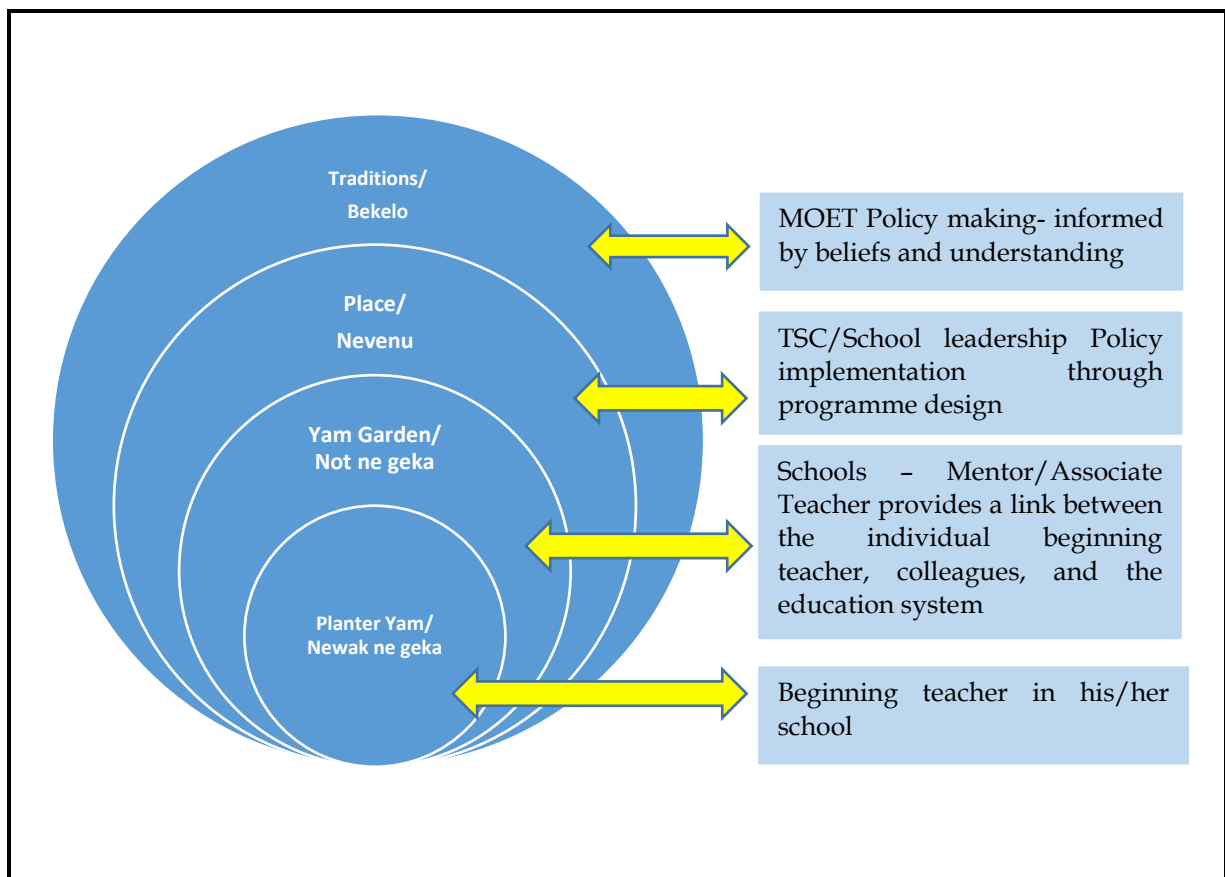 Traditions/
Bekelo
MOET Policy making- informed
by beliefs and understanding
Place/
Nevenu
TSC/School leadership Policy
implementation through
programme design
Yam Garden/
Not ne geka
Schools – Mentor/Associate
Teacher provides a link between
the individual beginning
teacher, colleagues, and the
education system
Planter Yam/
Newak ne geka
Beginning teacher in his/her
school